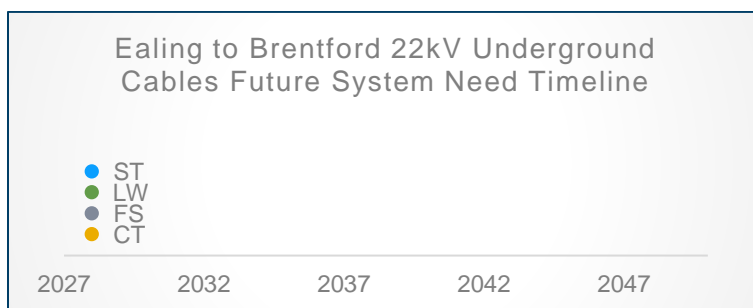 Ealing to Brentford 22kV Underground
Cables Future System Need Timeline
ST
LW
FS
CT
2027 2032 2037 2042 2047